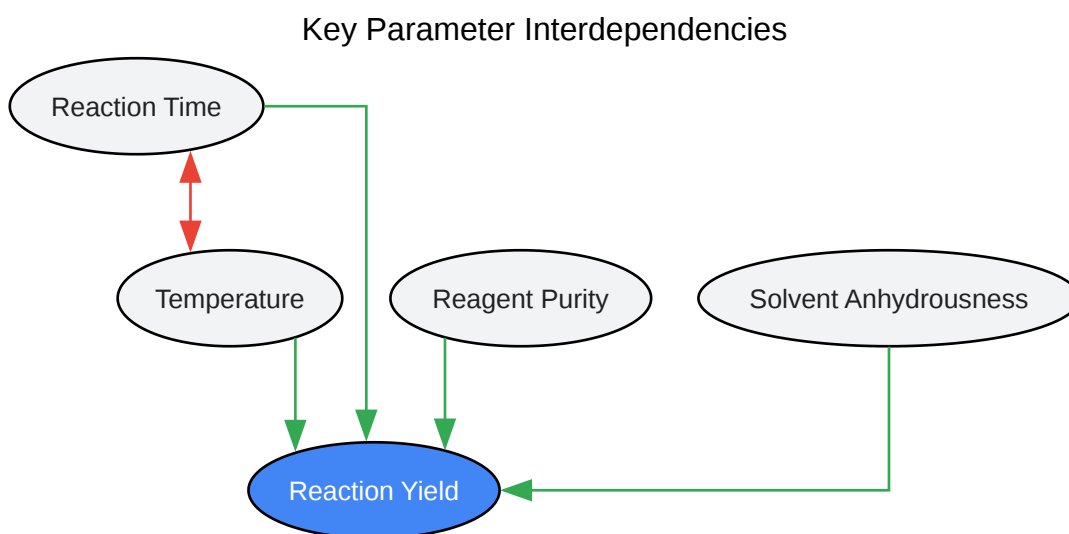 Key Parameter Interdependencies
Reaction Time
Temperature
Reagent Purity
Solvent Anhydrousness
Reaction Yield